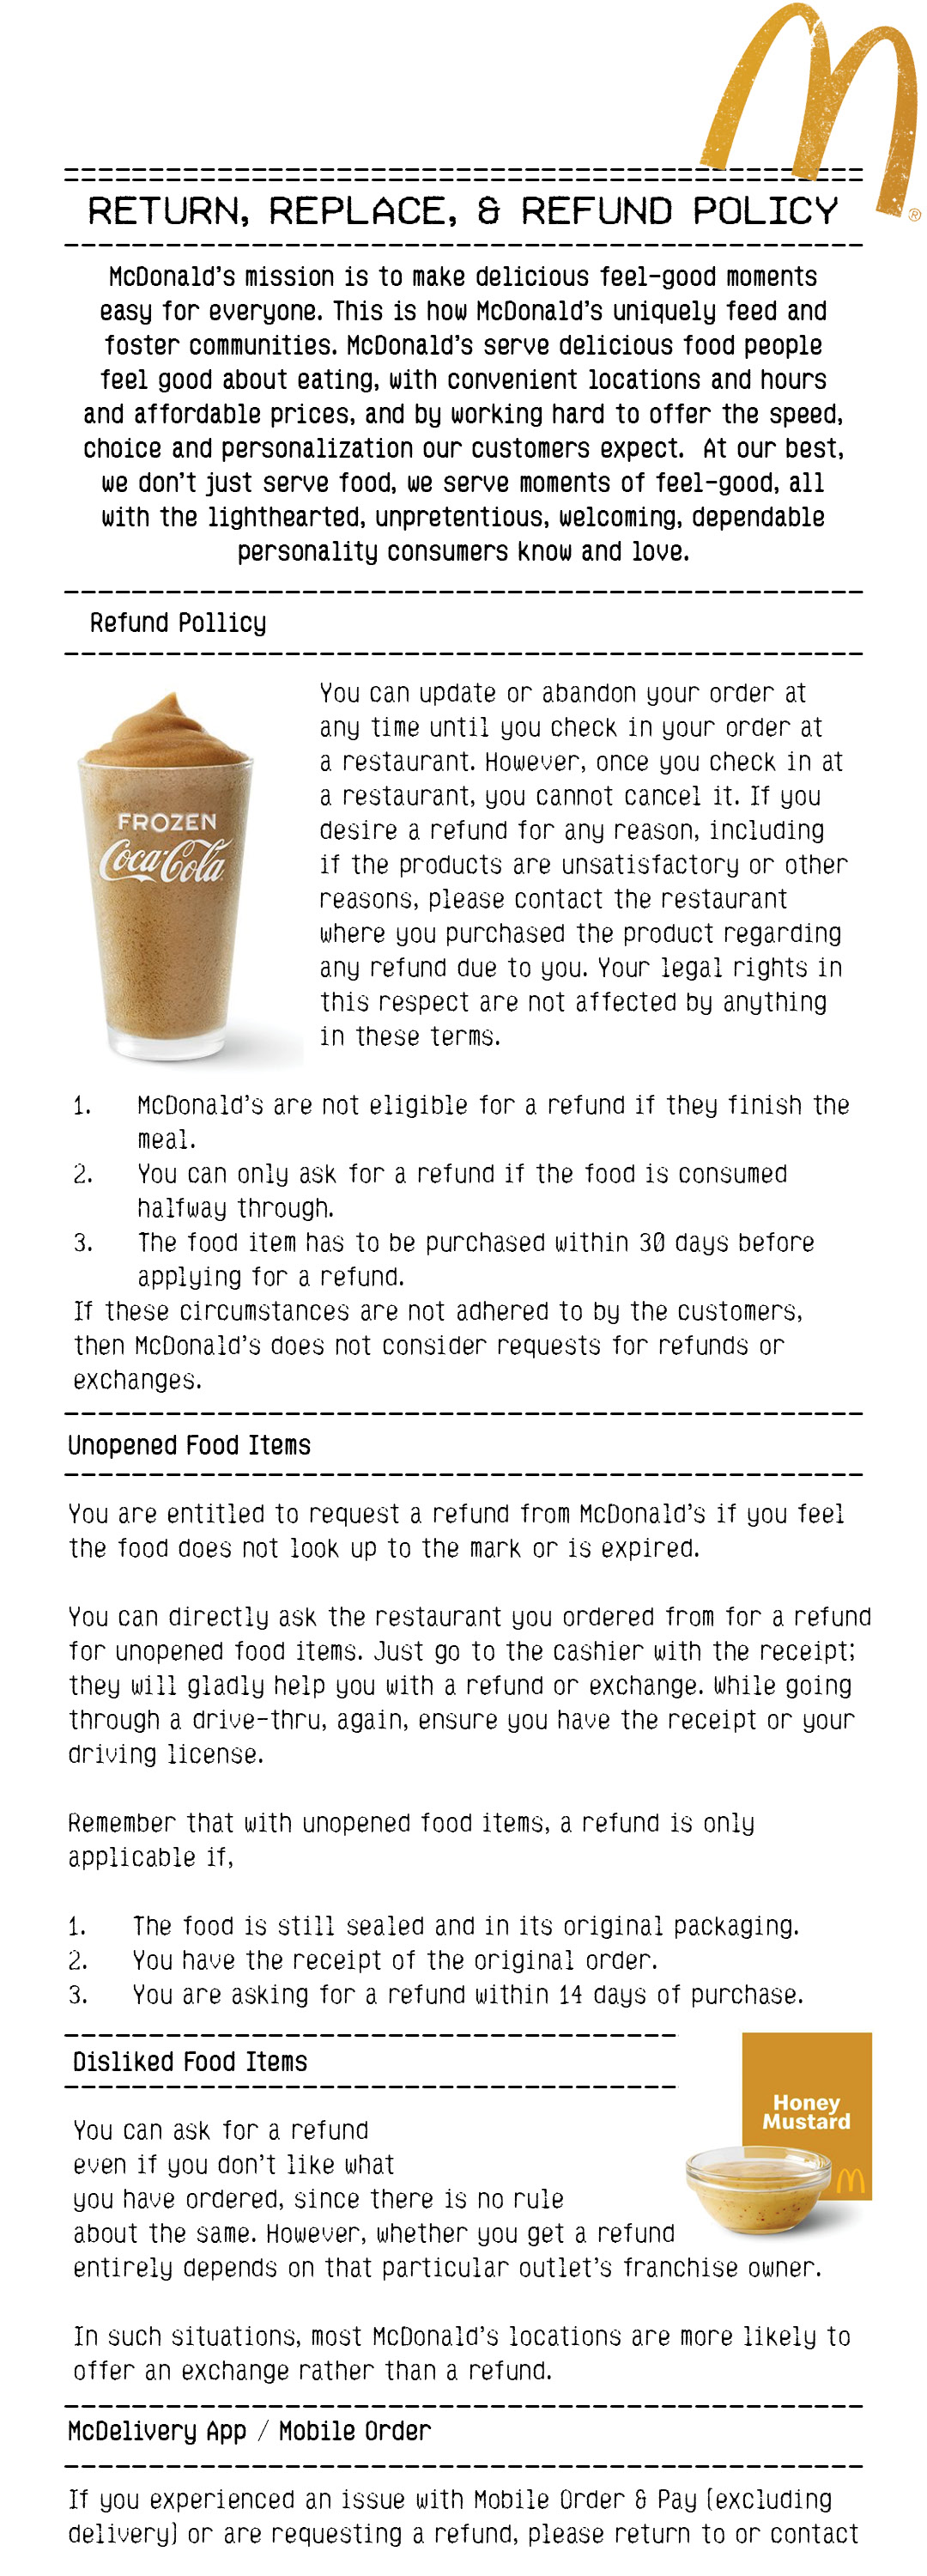 RETURN, REPLACE, & REFUND POLICY
McDonald's mission is to make delicious feel-good moments
easy for everyone. This is how McDonald's uniquely feed and
foster communities. McDonald's serve delicious food people
feel good about eating, with convenient locations and hours
and affordable prices, and by working hard to offer the speed,
choice and personalization our customers expect.  At our best,
we don't just serve food, we serve moments of feel-good, all
with the lighthearted, unpretentious, welcoming, dependable
personality consumers know and love.
Refund Pollicy
FROZEN
Coca-Cola
You can update or abandon your order at
any time until you check in your order at
a restaurant. However, once you check in at
a restaurant, you cannot cancel it. If you
desire a refund for any reason, including
if the products are unsatisfactory or other
reasons, please contact the restaurant
where you purchased the product regarding
any refund due to you. Your legal rights in
this respect are not affected by anything
in these terms.
1. McDonald's are not eligible for a refund if they finish the
meal.
2. You can only ask for a refund if the food is consumed
halfway through.
3. The food item has to be purchased within 30 days before
applying for a refund.
If these circumstances are not adhered to by the customers,
then McDonald's does not consider requests for refunds or
exchanges.
Unopened Food Items
You are entitled to request a refund from McDonald's if you feel
the food does not look up to the mark or is expired.
You can directly ask the restaurant you ordered from for a refund
for unopened food items. Just go to the cashier with the receipt;
they will gladly help you with a refund or exchange. While going
through a drive-thru, again, ensure you have the receipt or your
driving license.
Remember that with unopened food items, a refund is only
applicable if,
1. The food is still sealed and in its original packaging.
2. You have the receipt of the original order.
3. You are asking for a refund within 14 days of purchase.
Disliked Food Items
Honey
Mustard
You can ask for a refund
even if you don't like what
you have ordered, since there is no rule
about the same. However, whether you get a refund
entirely depends on that particular outlet's franchise owner.
In such situations, most McDonald's locations are more likely to
offer an exchange rather than a refund.
McDelivery App / Mobile Order
If you experienced an issue with Mobile Order & Pay (excluding
delivery) or are requesting a refund, please return to or contact